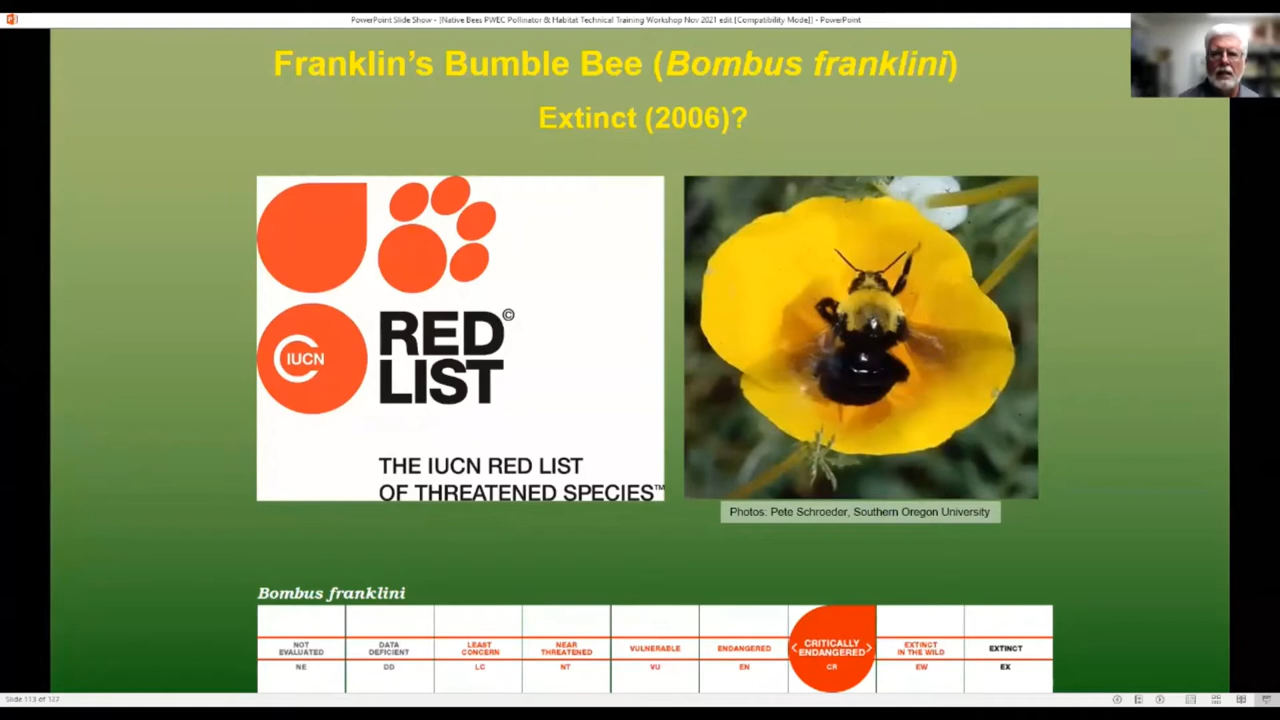 PowerPoint Slide Show - [Native Bees PWEC Pollinator & Habitat Technical Training Workshop Nov 2021 edit [Compatibility Mode]] - PowerPoint
Franklin's Bumble Bee (Bombus franklini)
Extinct (2006)?
IUCN
RED©
LIST
THE IUCN RED LIST
OF THREATENED SPECIES™
Photos: Pete Schroeder, Southern Oregon University
Bombus franklini
NOT EVALUATED DATA DEFICIENT LEAST CONCERN NEAR THREATENED VULNERABLE ENDANGERED <CRITICALLY ENDANGERED> EXTINCT IN THE WILD EXTINCT
NE DD LC NT VU EN CR EW EX
Slide 113 of 127